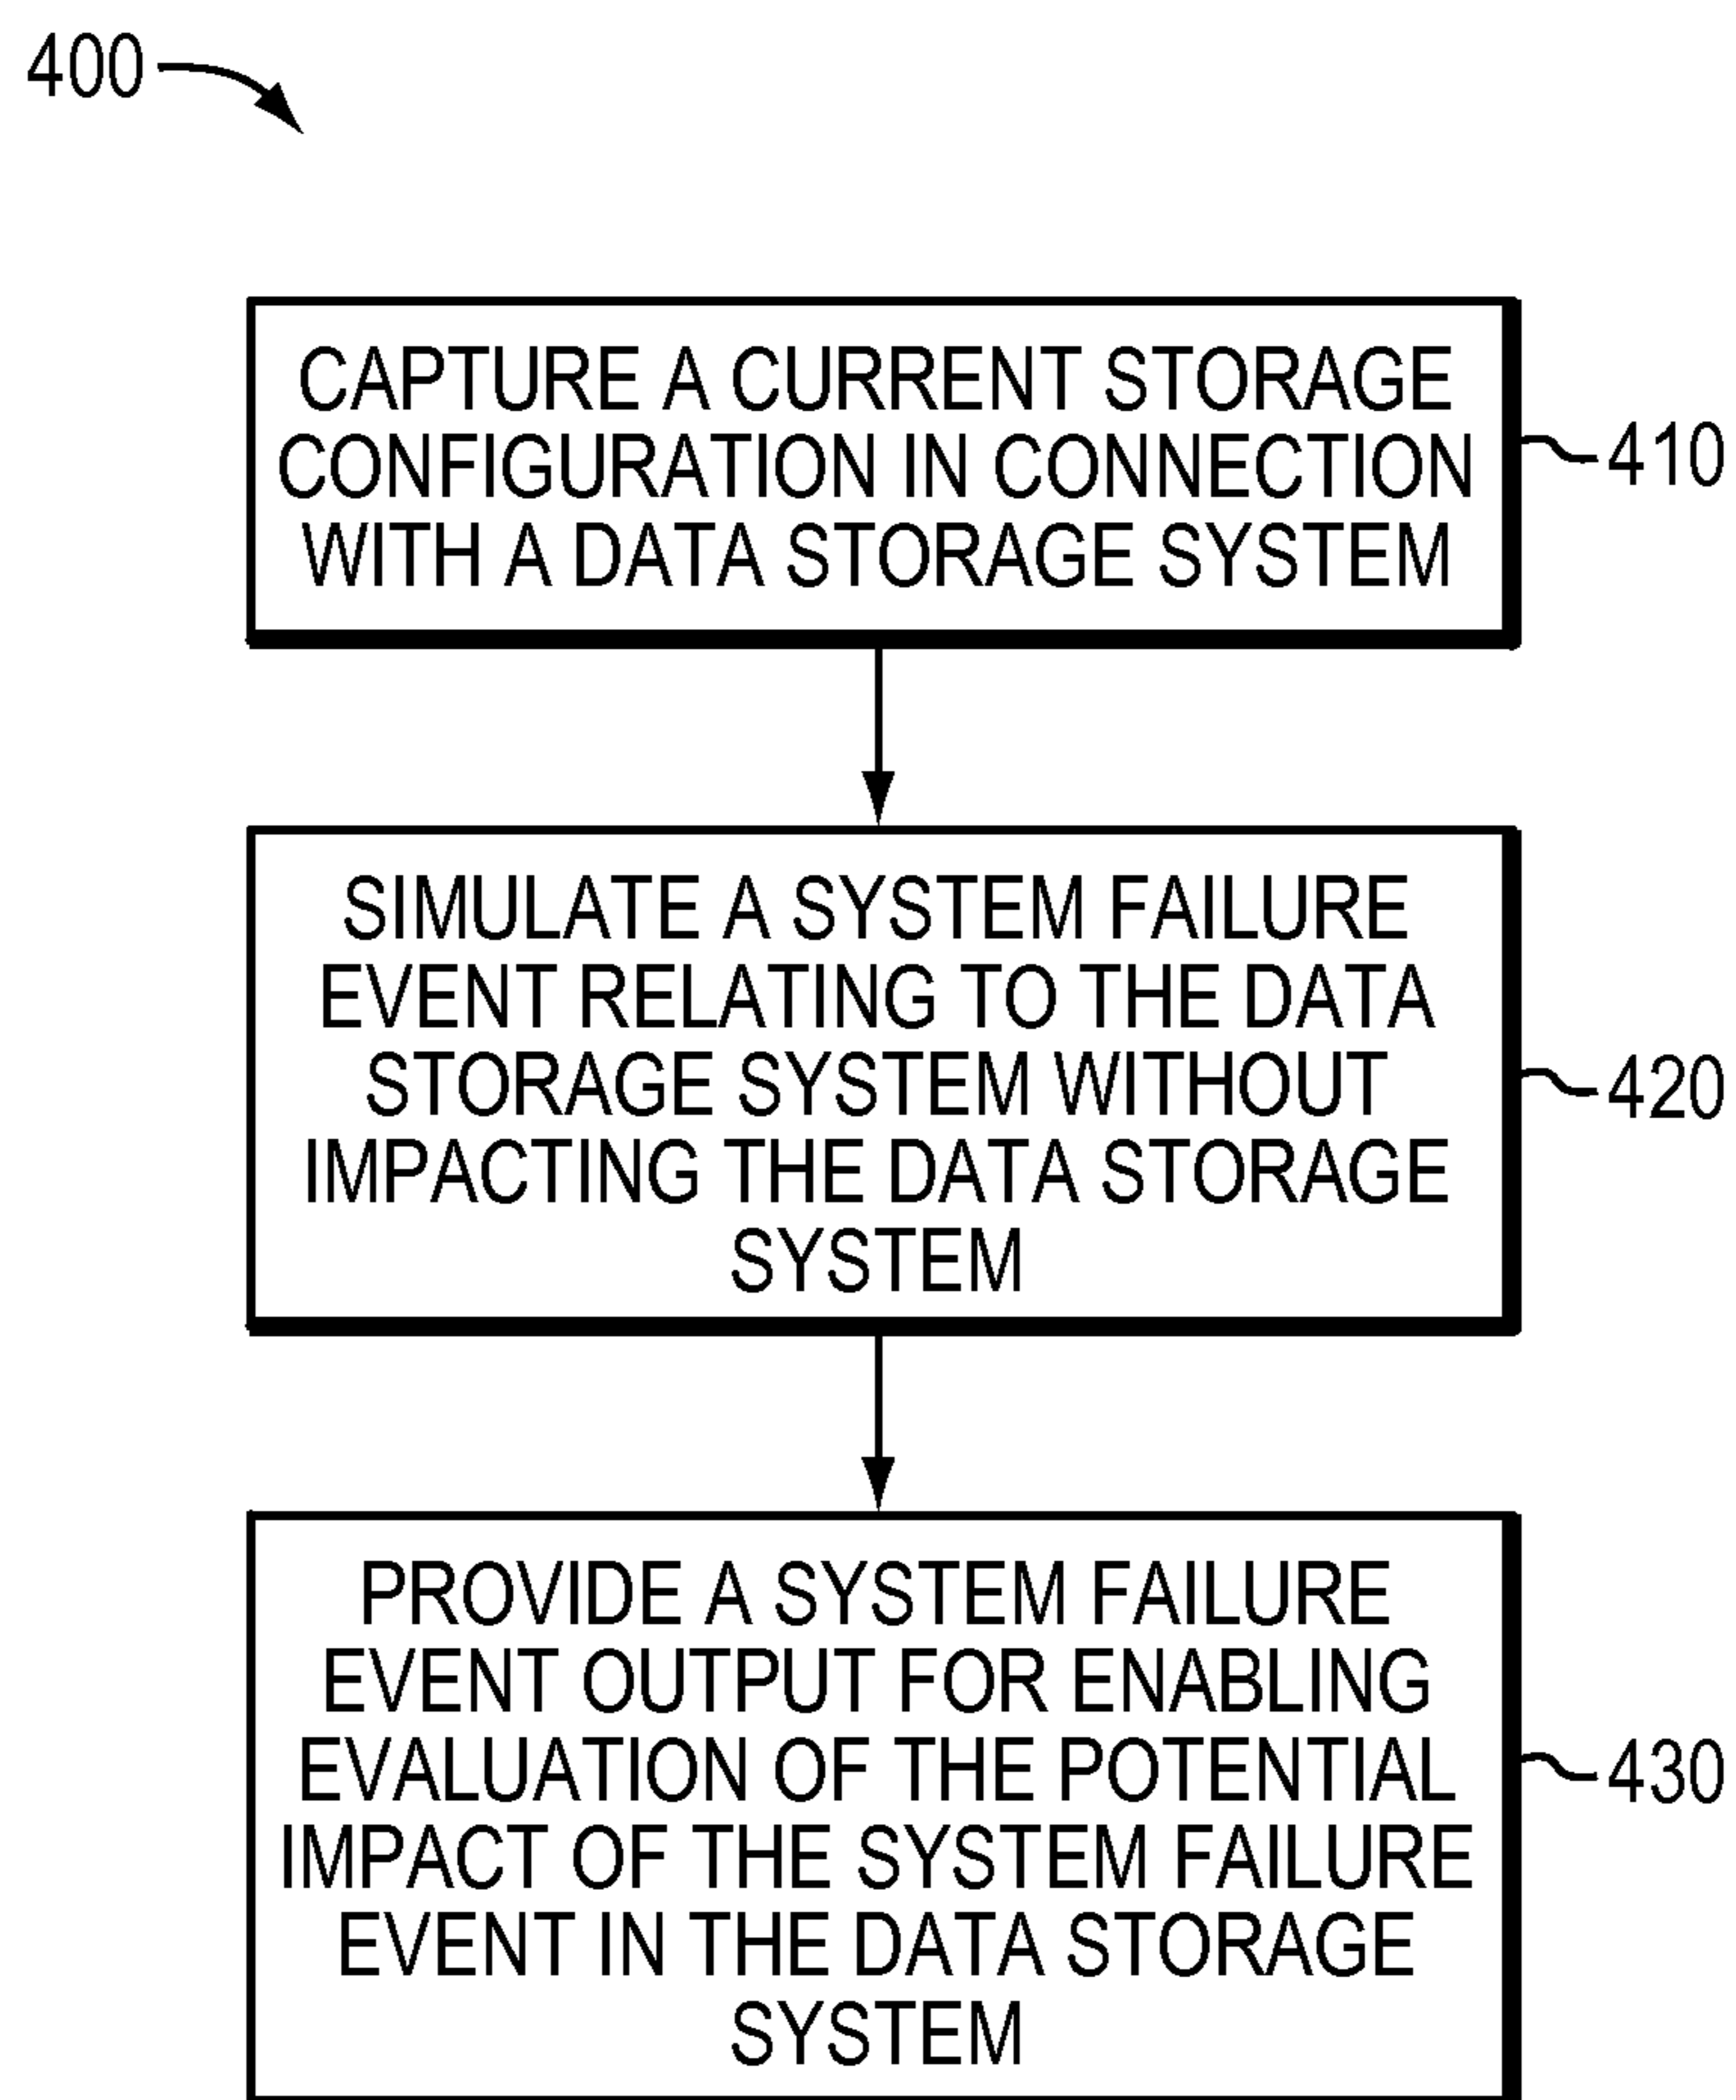 400
CAPTURE A CURRENT STORAGE
CONFIGURATION IN CONNECTION
WITH A DATA STORAGE SYSTEM
410
SIMULATE A SYSTEM FAILURE
EVENT RELATING TO THE DATA
STORAGE SYSTEM WITHOUT
IMPACTING THE DATA STORAGE
SYSTEM
420
PROVIDE A SYSTEM FAILURE
EVENT OUTPUT FOR ENABLING
EVALUATION OF THE POTENTIAL
IMPACT OF THE SYSTEM FAILURE
EVENT IN THE DATA STORAGE
SYSTEM
430